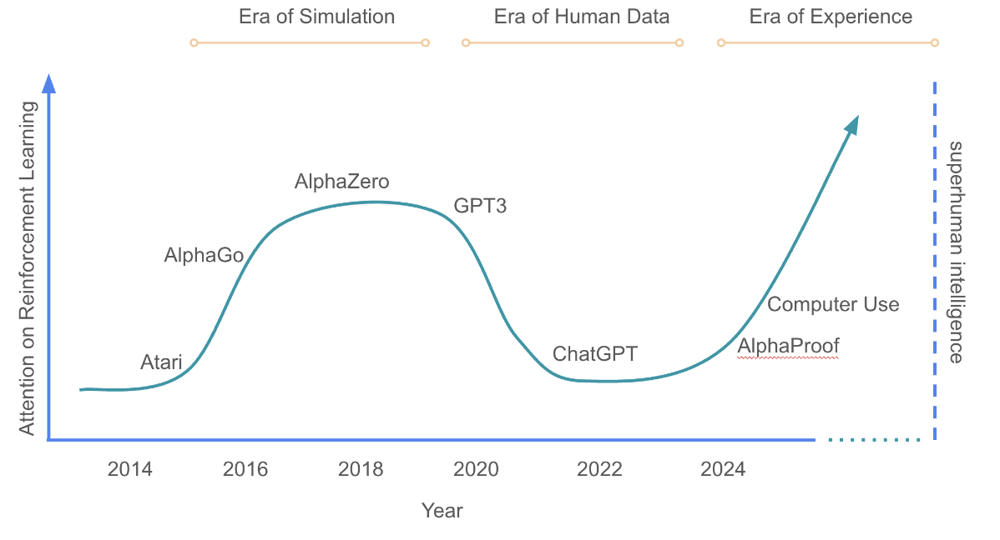 Era of Simulation
Era of Human Data
Era of Experience
Attention on Reinforcement Learning
superhuman intelligence
AlphaZero
GPT3
AlphaGo
Computer Use
AlphaProof
ChatGPT
Atari
2014
2016
2018
2020
2022
2024
Year